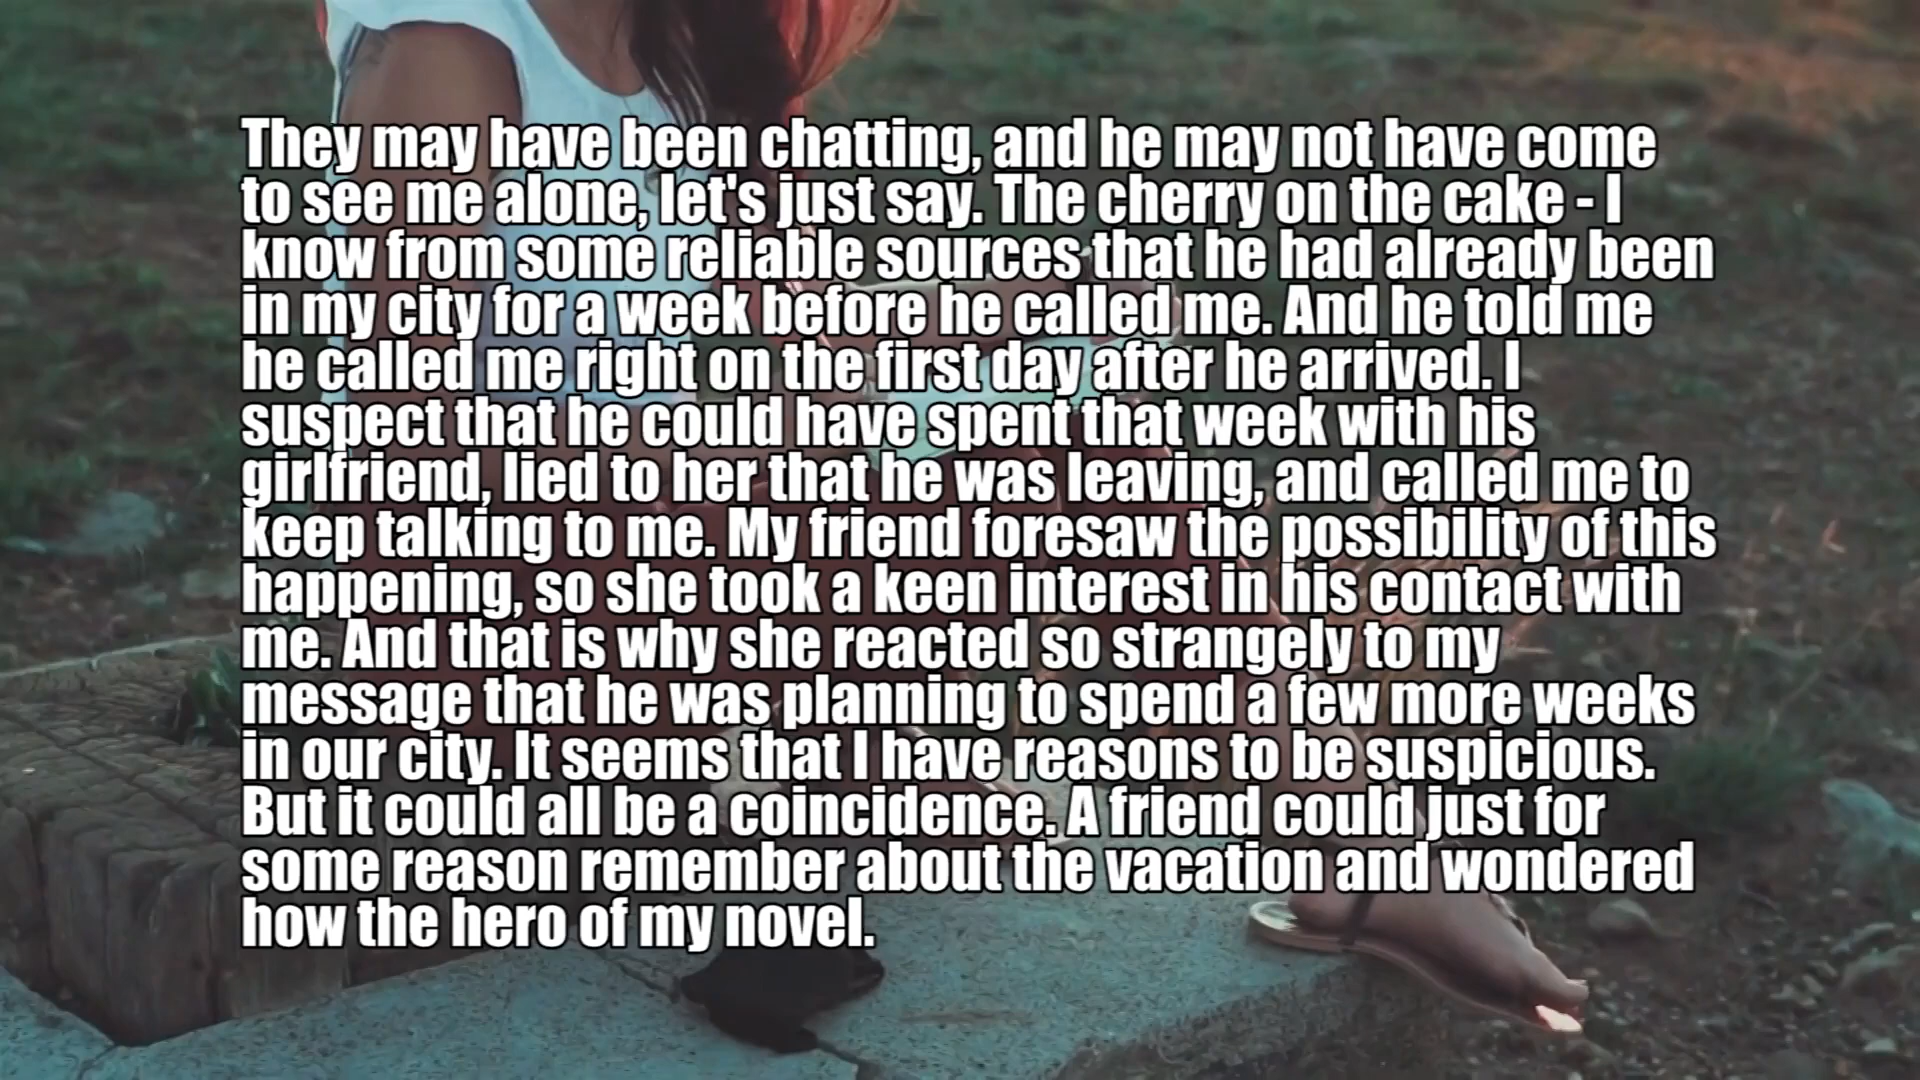 They may have been chatting, and he may not have come
to see me alone, let's just say. The cherry on the cake - I
know from some reliable sources that he had already been
in my city for a week before he called me. And he told me
he called me right on the first day after he arrived. I
suspect that he could have spent that week with his
girlfriend, lied to her that he was leaving, and called me to
keep talking to me. My friend foresaw the possibility of this
happening, so she took a keen interest in his contact with
me. And that is why she reacted so strangely to my
message that he was planning to spend a few more weeks
in our city. It seems that I have reasons to be suspicious.
But it could all be a coincidence. A friend could just for
some reason remember about the vacation and wondered
how the hero of my novel.